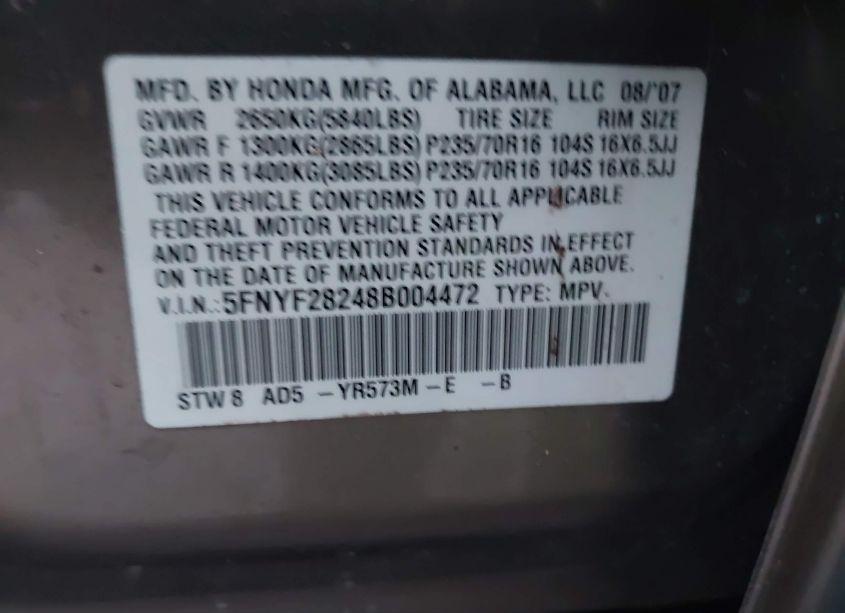 MFD. BY HONDA MFG. OF ALABAMA, LLC 08/'07
GVWR 2650KG(5840LBS) TIRE SIZE RIM SIZE
GAWR F 1300KG(2865LBS) P235/70R16 104S 16X6.5JJ
GAWR R 1400KG(3085LBS) P235/70R16 104S 16X6.5JJ
THIS VEHICLE CONFORMS TO ALL APPLICABLE
FEDERAL MOTOR VEHICLE SAFETY
AND THEFT PREVENTION STANDARDS IN EFFECT
ON THE DATE OF MANUFACTURE SHOWN ABOVE.
V.I.N.:5FNYF28248B004472 TYPE: MPV.
STW8 AD5 -YR573M-E -B